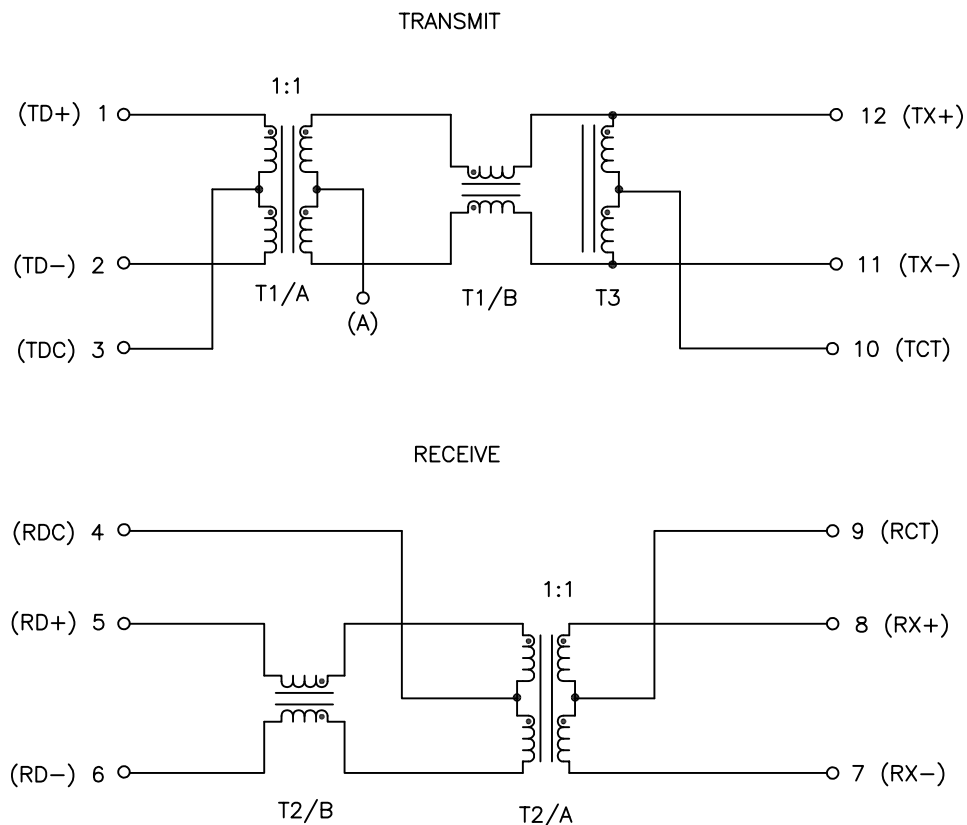 TRANSMIT
1:1
(TD+) 1
12 (TX+)
(TD-) 2
11 (TX-)
T1/A
T1/B
T3
(A)
(TDC) 3
10 (TCT)
RECEIVE
(RDC) 4
9 (RCT)
1:1
(RD+) 5
8 (RX+)
(RD-) 6
7 (RX-)
T2/B
T2/A